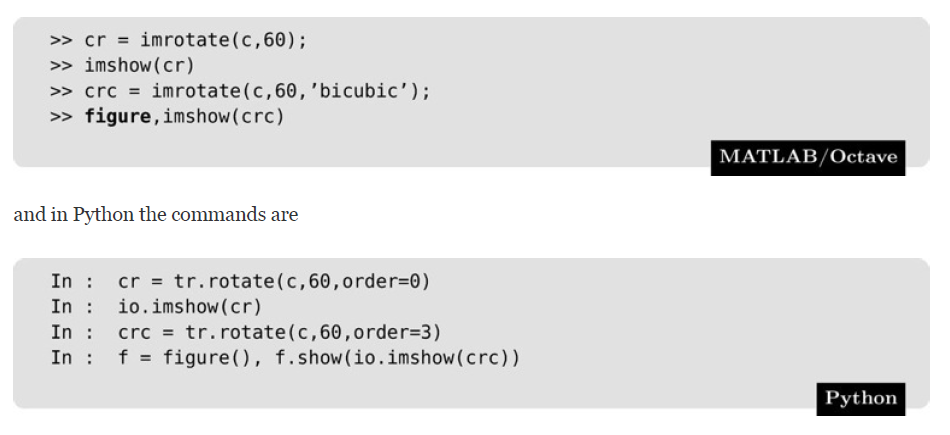 >> cr = imrotate(c,60);
>> imshow(cr)
>> crc = imrotate(c,60,’bicubic’);
>> figure,imshow(crc)
MATLAB/Octave
and in Python the commands are
In :  cr = tr.rotate(c,60,order=0)
In :  io.imshow(cr)
In :  crc = tr.rotate(c,60,order=3)
In :  f = figure(), f.show(io.imshow(crc))
Python